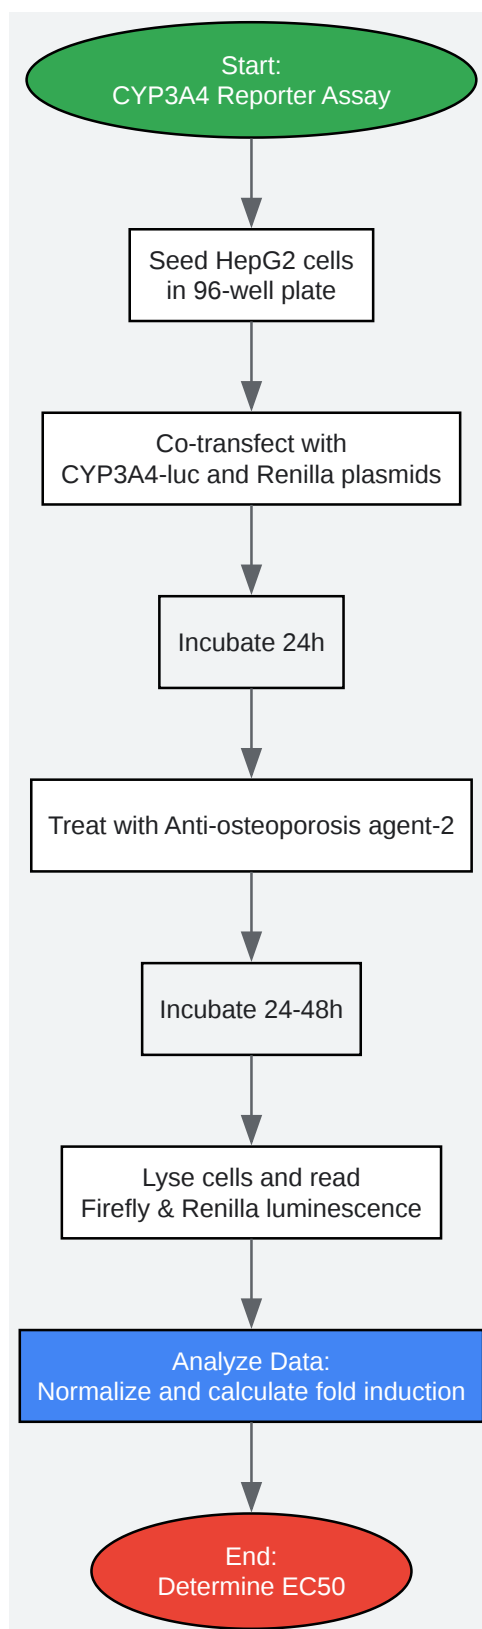 Start:
CYP3A4 Reporter Assay
Seed HepG2 cells
in 96-well plate
Co-transfect with
CYP3A4-luc and Renilla plasmids
Incubate 24h
Treat with Anti-osteoporosis agent-2
Incubate 24-48h
Lyse cells and read
Firefly & Renilla luminescence
Analyze Data:
Normalize and calculate fold induction
End:
Determine EC50